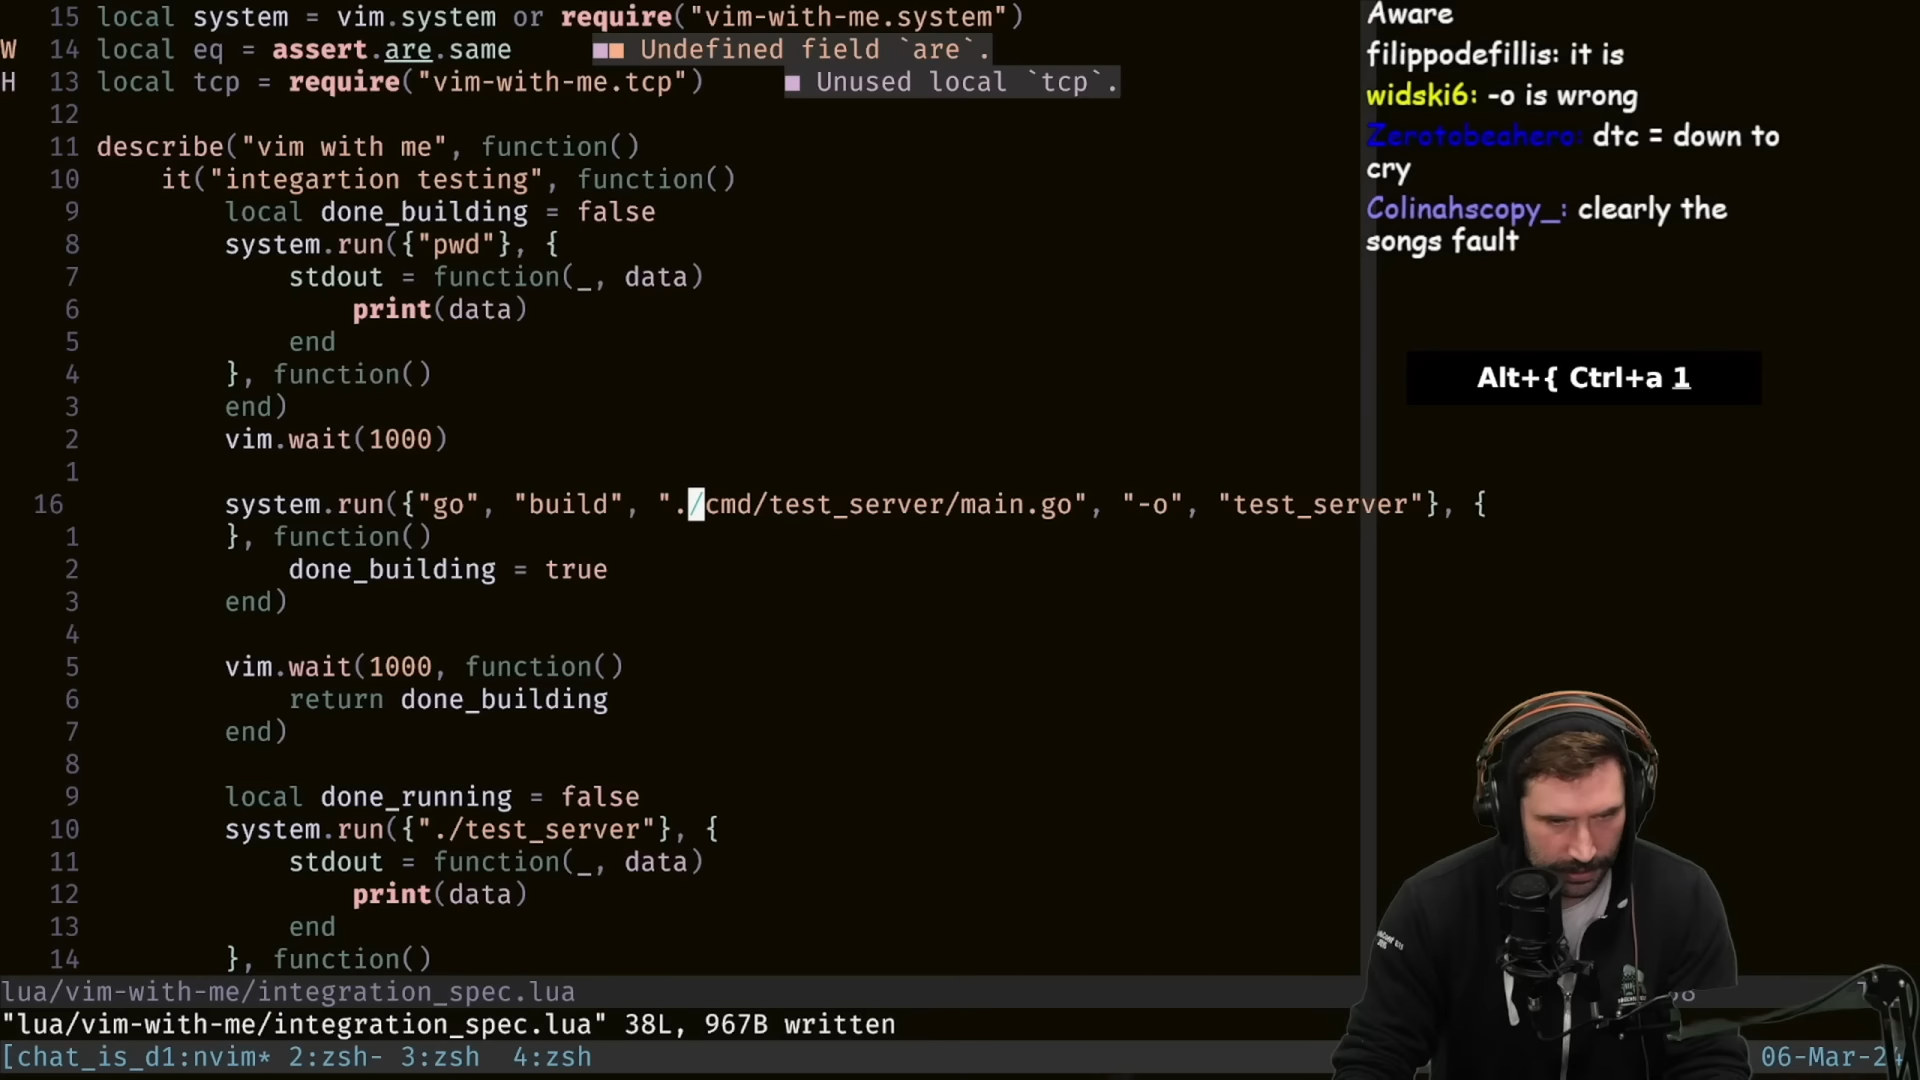 15 local system = vim.system or require("vim-with-me.system")
W 14 local eq = assert.are.same ■■ Undefined field `are`.
H 13 local tcp = require("vim-with-me.tcp") ■ Unused local `tcp`.
12
11 describe("vim with me", function()
10 it("integartion testing", function()
9 local done_building = false
8 system.run({"pwd"}, {
7 stdout = function(_, data)
6 print(data)
5 end
4 }, function()
3 end)
2 vim.wait(1000)
1
16 system.run({"go", "build", "./cmd/test_server/main.go", "-o", "test_server"}, {
1 }, function()
2 done_building = true
3 end)
4
5 vim.wait(1000, function()
6 return done_building
7 end)
8
9 local done_running = false
10 system.run({"./test_server"}, {
11 stdout = function(_, data)
12 print(data)
13 end
14 }, function()
lua/vim-with-me/integration_spec.lua
"lua/vim-with-me/integration_spec.lua" 38L, 967B written
[chat_is_d1:nvim* 2:zsh- 3:zsh 4:zsh
06-Mar-24
Aware
filippodefillis: it is
widski6: -o is wrong
Zerotobeahero: dtc = down to
cry
Colinahscopy_: clearly the
songs fault
Alt+{ Ctrl+a 1